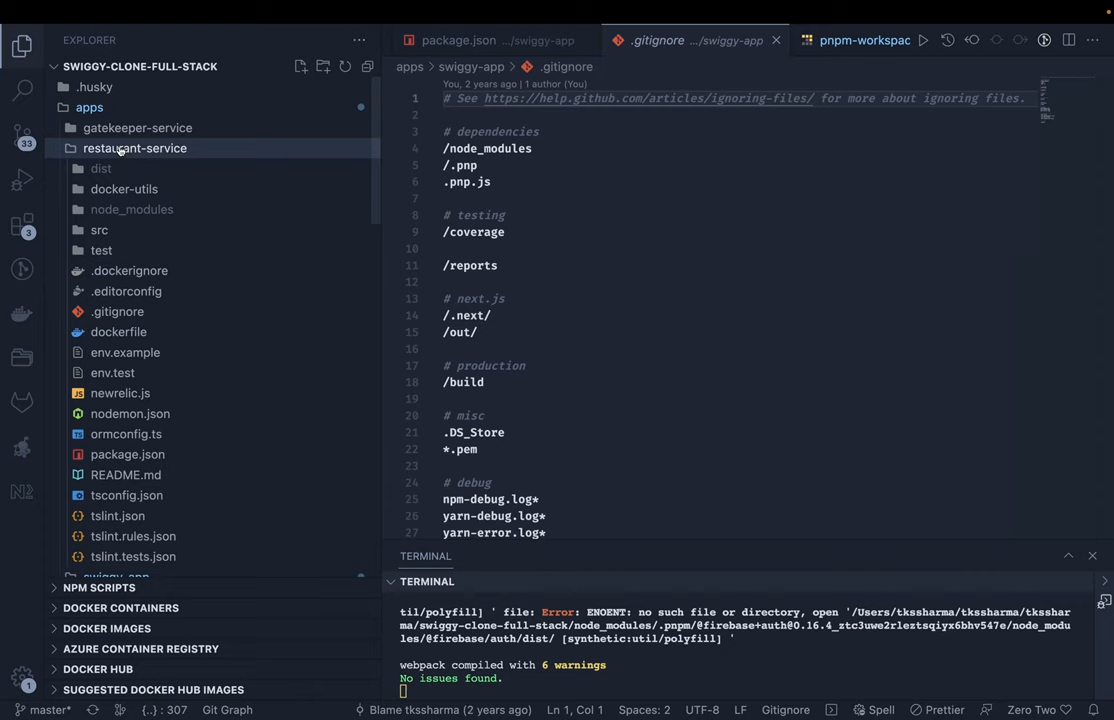 EXPLORER
SWIGGY-CLONE-FULL-STACK
.husky
apps
gatekeeper-service
restaurant-service
dist
docker-utils
node_modules
src
test
.dockerignore
.editorconfig
.gitignore
dockerfile
env.example
env.test
newrelic.js
nodemon.json
ormconfig.ts
package.json
README.md
tsconfig.json
tslint.json
tslint.rules.json
tslint.tests.json
swiggy-app
NPM SCRIPTS
DOCKER CONTAINERS
DOCKER IMAGES
AZURE CONTAINER REGISTRY
DOCKER HUB
SUGGESTED DOCKER HUB IMAGES
33
3
N2
1
package.json .../swiggy-app
.gitignore .../swiggy-app
pnpm-workspac
apps > swiggy-app > .gitignore
You, 2 years ago | 1 author (You)
1 # See https://help.github.com/articles/ignoring-files/ for more about ignoring files.
2
3 # dependencies
4 /node_modules
5 /.pnp
6 .pnp.js
7
8 # testing
9 /coverage
10
11 /reports
12
13 # next.js
14 /.next/
15 /out/
16
17 # production
18 /build
19
20 # misc
21 .DS_Store
22 *.pem
23
24 # debug
25 npm-debug.log*
26 yarn-debug.log*
27 yarn-error.log*
TERMINAL
TERMINAL
til/polyfill] ' file: Error: ENOENT: no such file or directory, open '/Users/tkssharma/tkssharma/tksshar
ma/swiggy-clone-full-stack/node_modules/.pnpm/@firebase+auth@0.16.4_ztc3uwe2rleztsqiyx6bhv547e/node_modu
les/@firebase/auth/dist/ [synthetic:util/polyfill] '
webpack compiled with 6 warnings
No issues found.
master* {..} : 307 Git Graph Blame tkssharma (2 years ago) Ln 1, Col 1 Spaces: 2 UTF-8 LF Gitignore Spell Prettier Zero Two